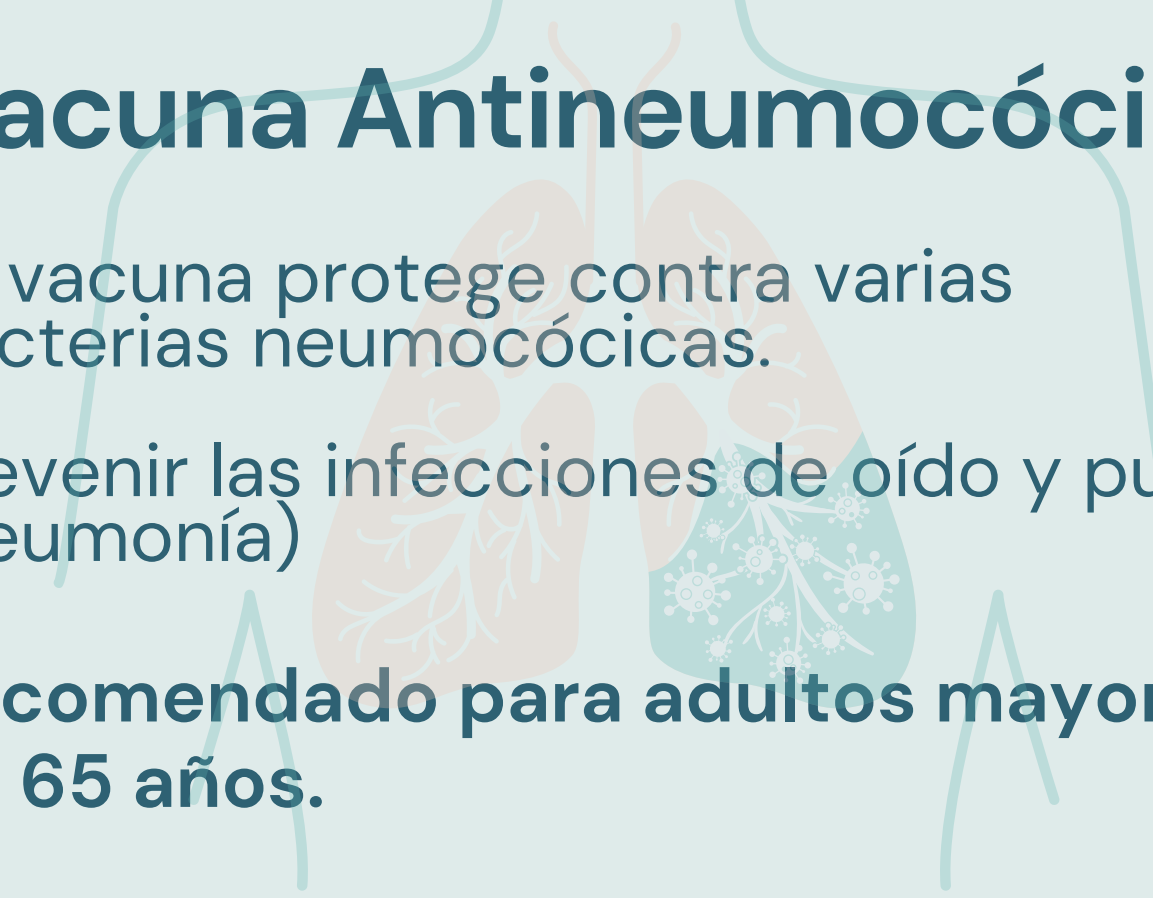 acuna Antineumocóci
vacuna protege contra varias
cterias neumocócicas.
evenir las infecciones de oído y pu
eumonía)
comendado para adultos mayor
65 años.